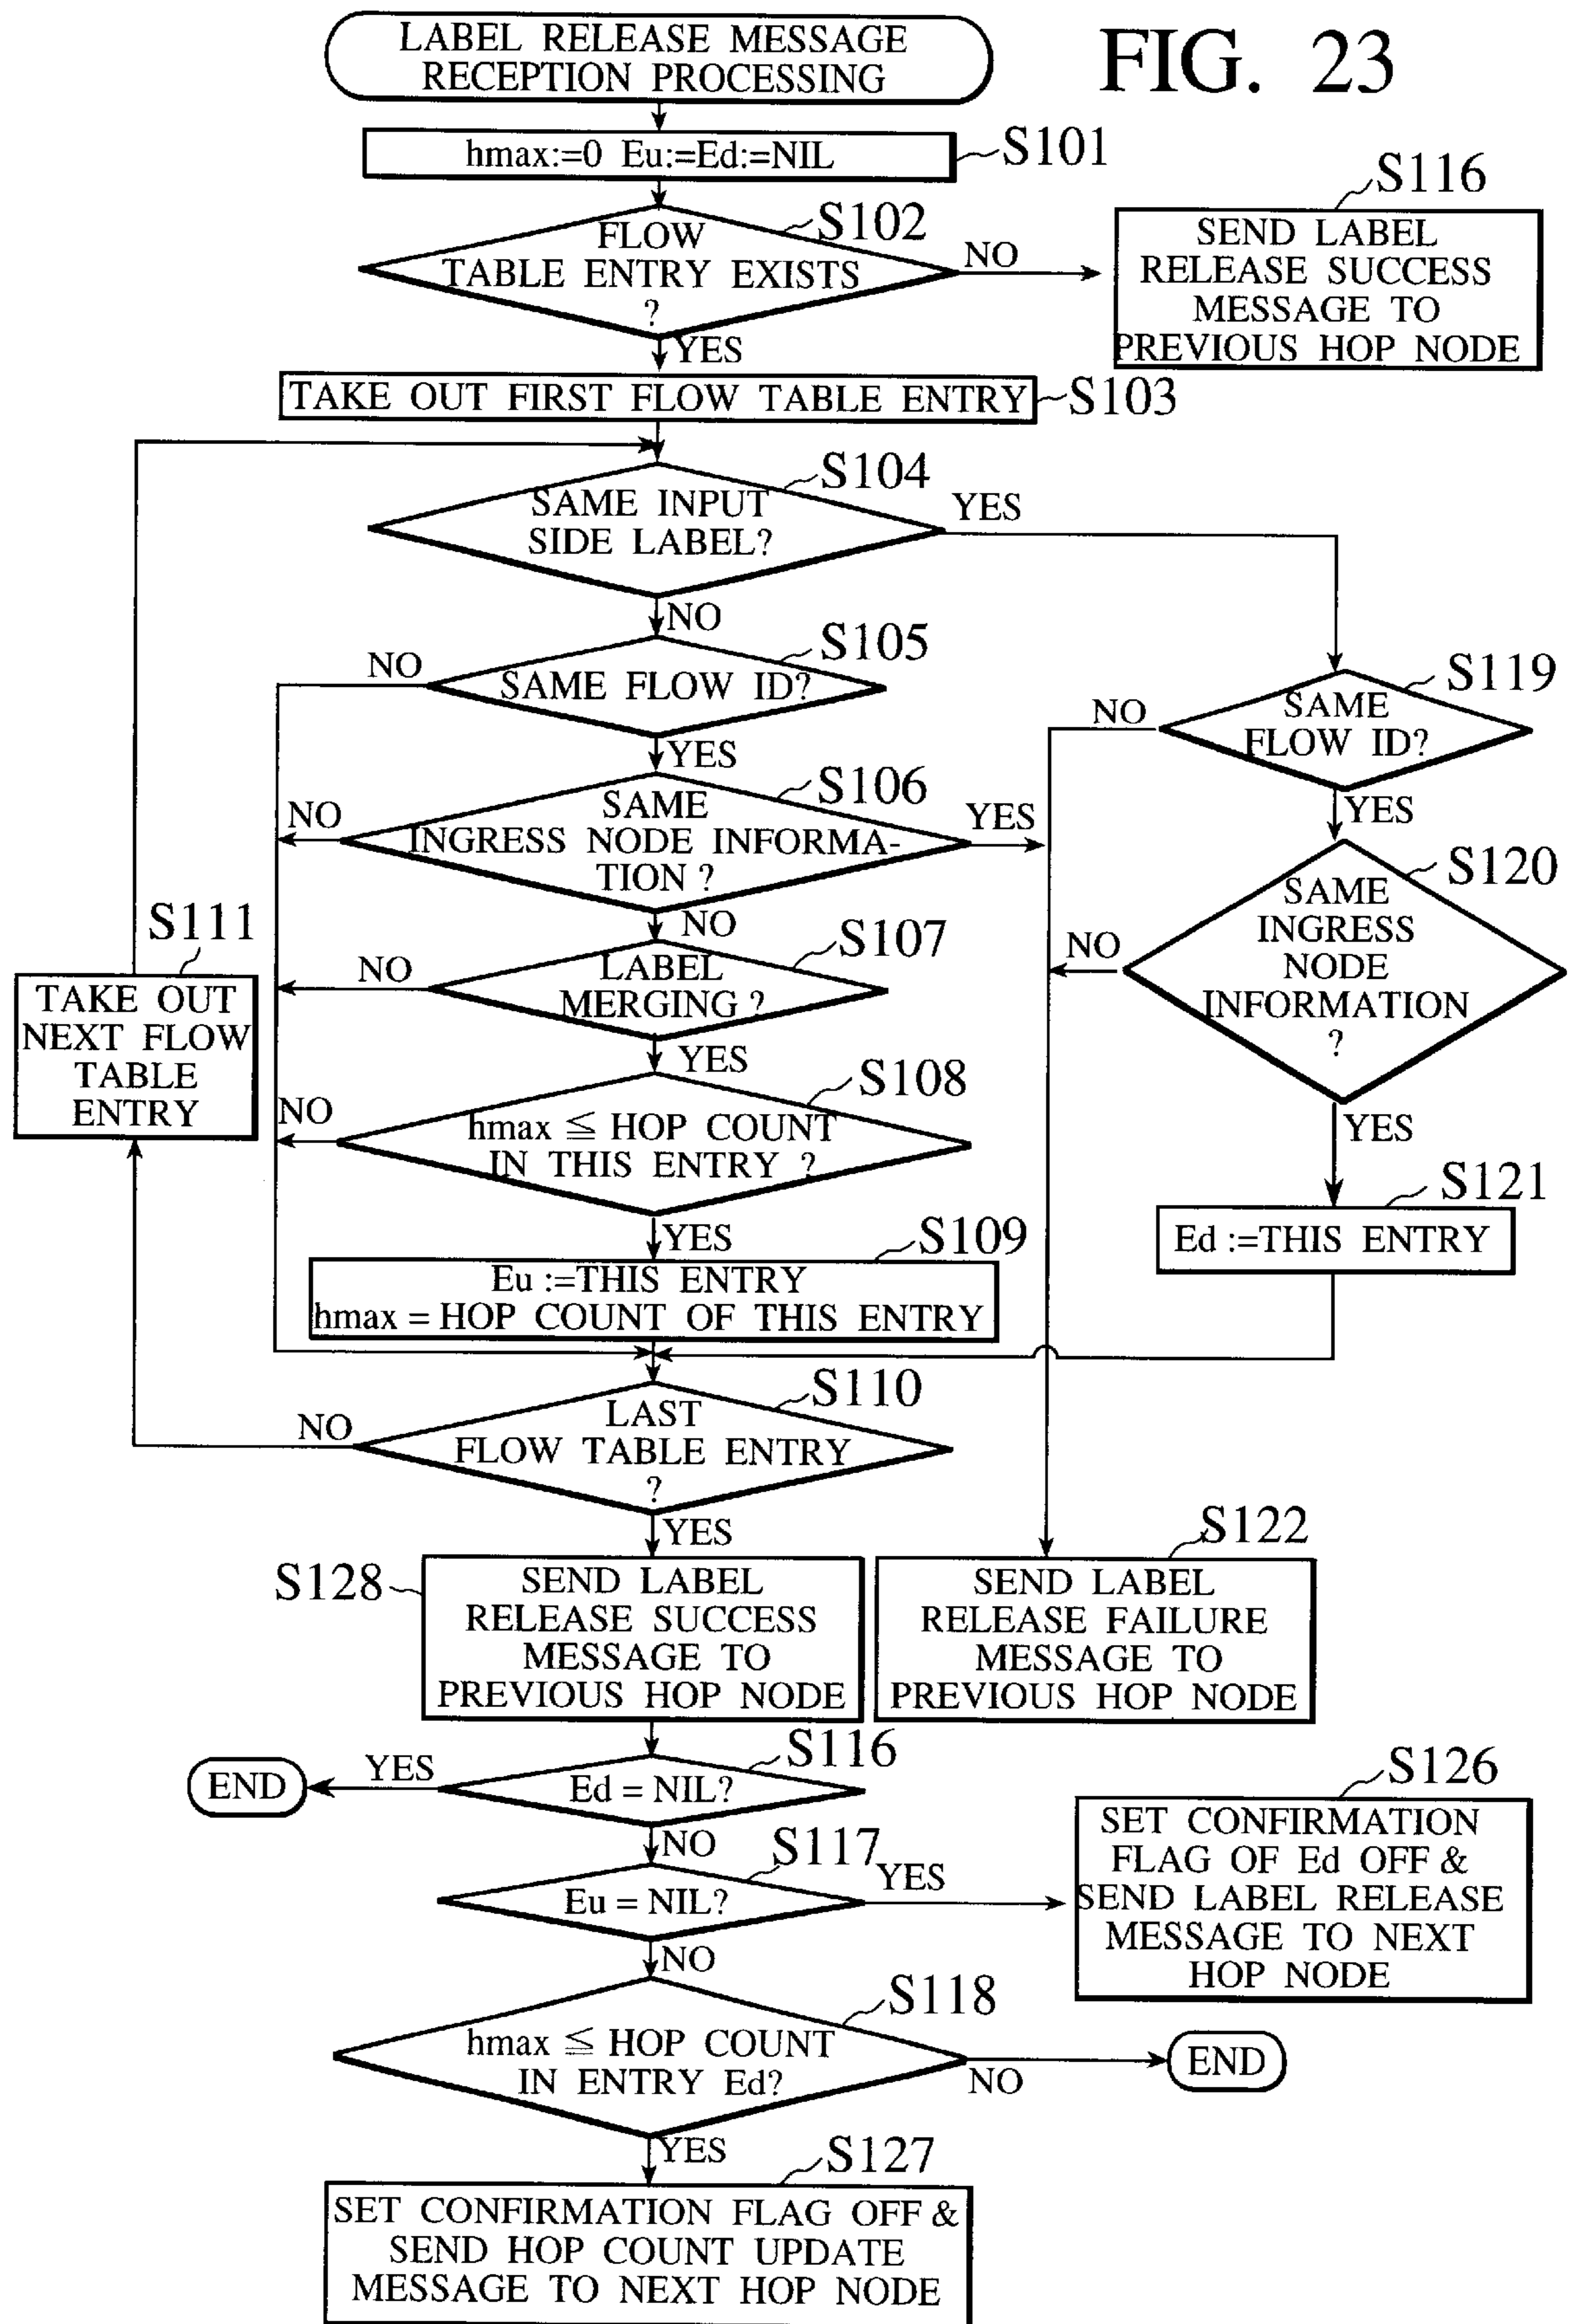 LABEL RELEASE MESSAGE
RECEPTION PROCESSING
FIG. 23
hmax:=0 Eu:=Ed:=NIL
S101
S102
FLOW
TABLE ENTRY EXISTS
?
NO
YES
S116
SEND LABEL
RELEASE SUCCESS
MESSAGE TO
PREVIOUS HOP NODE
TAKE OUT FIRST FLOW TABLE ENTRY
S103
S104
SAME INPUT
SIDE LABEL?
YES
NO
S105
NO
SAME FLOW ID?
YES
S119
NO
SAME
FLOW ID?
YES
S106
NO
SAME
INGRESS NODE INFORMA-
TION ?
YES
NO
S120
SAME
INGRESS
NODE
INFORMATION
?
NO
YES
S107
NO
LABEL
MERGING ?
YES
S111
TAKE OUT
NEXT FLOW
TABLE
ENTRY
S108
NO
hmax ≦ HOP COUNT
IN THIS ENTRY ?
YES
S121
Ed :=THIS ENTRY
S109
Eu :=THIS ENTRY
hmax = HOP COUNT OF THIS ENTRY
S110
NO
LAST
FLOW TABLE ENTRY
?
YES
S128
SEND LABEL
RELEASE SUCCESS
MESSAGE TO
PREVIOUS HOP NODE
S122
SEND LABEL
RELEASE FAILURE
MESSAGE TO
PREVIOUS HOP NODE
S116
END
YES
Ed = NIL?
NO
S117
Eu = NIL?
YES
NO
S126
SET CONFIRMATION
FLAG OF Ed OFF &
SEND LABEL RELEASE
MESSAGE TO NEXT
HOP NODE
S118
hmax ≦ HOP COUNT
IN ENTRY Ed?
NO
END
YES
S127
SET CONFIRMATION FLAG OFF &
SEND HOP COUNT UPDATE
MESSAGE TO NEXT HOP NODE